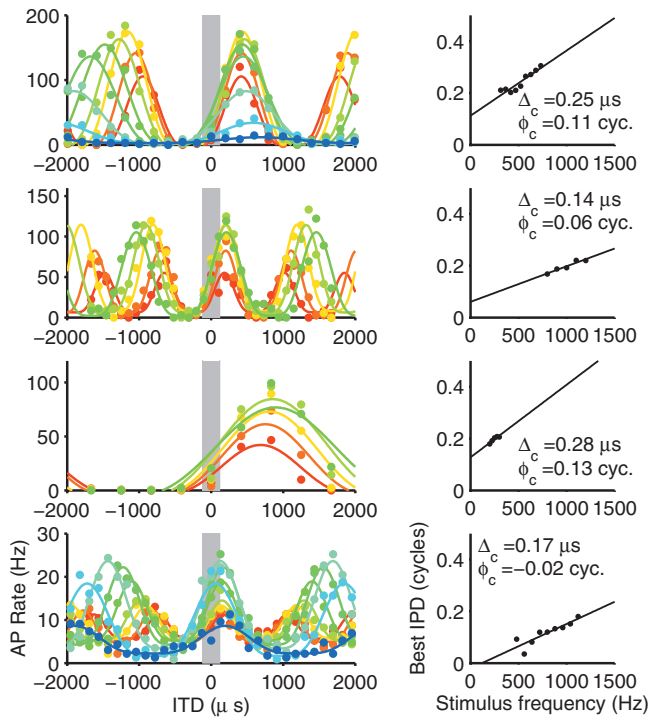 200
100
0
−2000 −1000 0 1000 2000
0.4
0.2
0
0 500 1000 1500
Δc =0.25 μs
ϕc =0.11 cyc.
150
100
50
0
−2000 −1000 0 1000 2000
0.4
0.2
0
0 500 1000 1500
Δc =0.14 μs
ϕc =0.06 cyc.
100
50
0
−2000 −1000 0 1000 2000
0.4
0.2
0
0 500 1000 1500
Δc =0.28 μs
ϕc =0.13 cyc.
AP Rate (Hz)
30
20
10
0
−2000 −1000 0 1000 2000
ITD (μ s)
Best IPD (cycles)
0.4
0.2
0
0 500 1000 1500
Δc =0.17 μs
ϕc =−0.02 cyc.
Stimulus frequency (Hz)